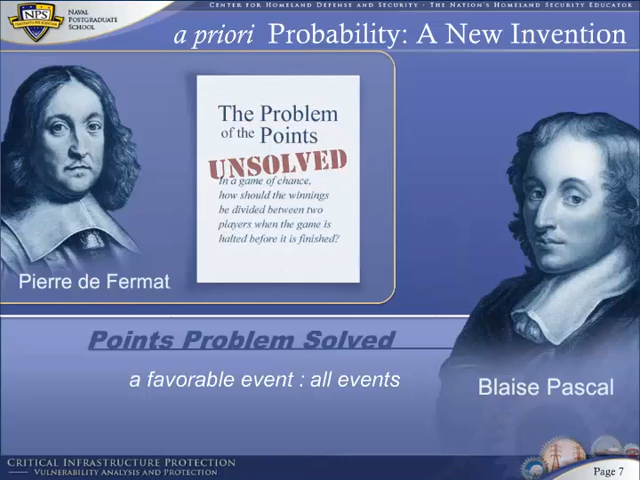 Center for Homeland Defense and Security · The Nation's Homeland Security Educator
NPS
Naval
Postgraduate
School
a priori Probability: A New Invention
The Problem
of the Points
UNSOLVED
In a game of chance,
how should the winnings
be divided between two
players when the game is
halted before it is finished?
Pierre de Fermat
Points Problem Solved
a favorable event : all events
Blaise Pascal
Critical Infrastructure Protection
Vulnerability Analysis and Protection
Page 7